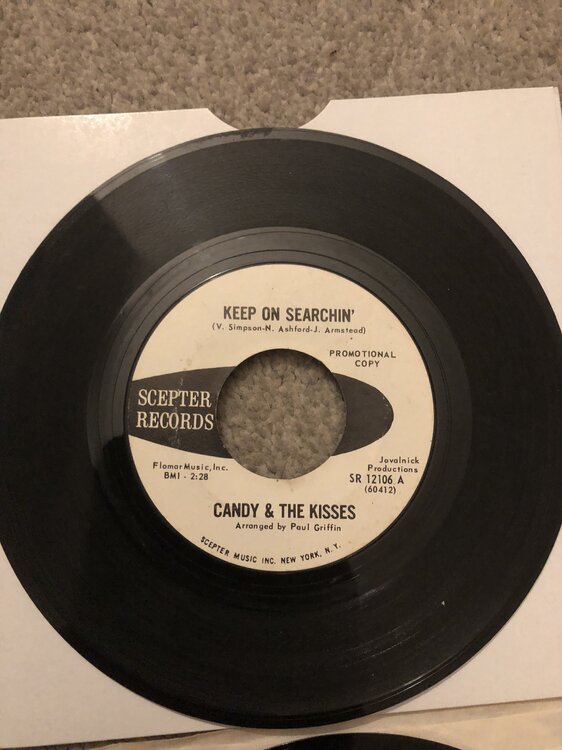 KEEP ON SEARCHIN'
(V. Simpson-N. Ashford-J. Armstead)
PROMOTIONAL
COPY
SCEPTER
RECORDS
Flomar Music, Inc.
BMI - 2:28
Jovalnick
Productions
SR 12106 A
(60412)
CANDY & THE KISSES
Arranged by Paul Griffin
SCEPTER MUSIC INC. NEW YORK, N. Y.